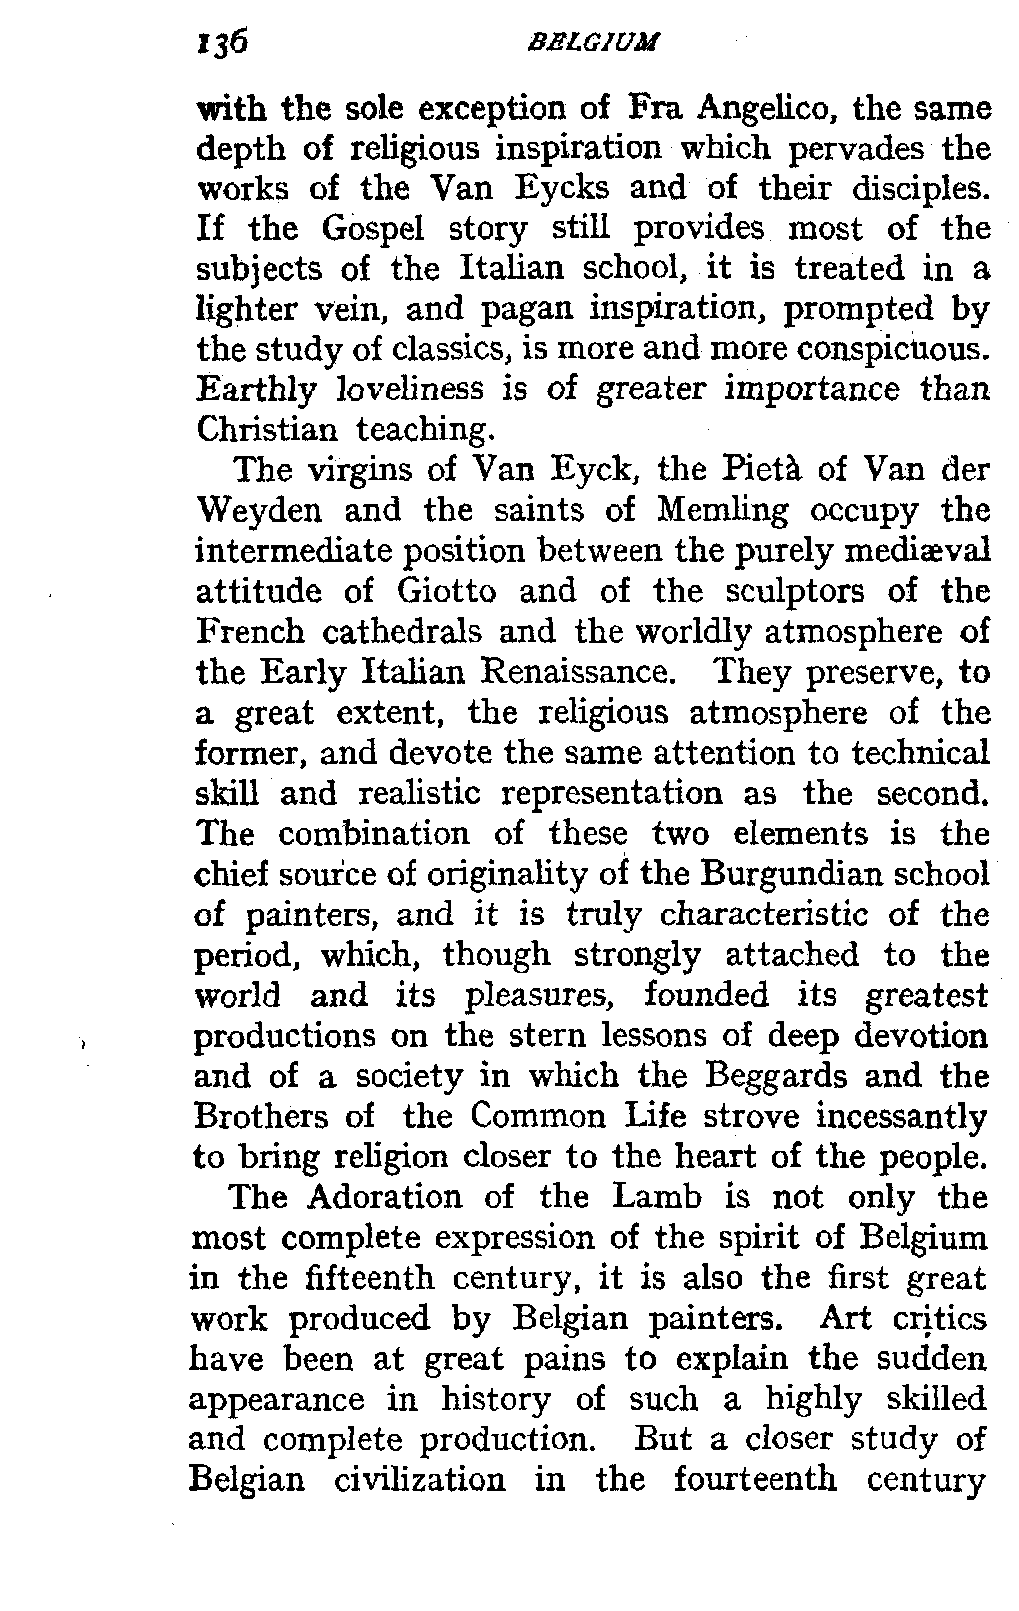 136 BELGIUM
with the sole exception of Fra Angelico, the same
depth of religious inspiration which pervades the
works of the Van Eycks and of their disciples.
If the Gospel story still provides most of the
subjects of the Italian school, it is treated in a
lighter vein, and pagan inspiration, prompted by
the study of classics, is more and more conspicuous.
Earthly loveliness is of greater importance than
Christian teaching.
The virgins of Van Eyck, the Pietà of Van der
Weyden and the saints of Memling occupy the
intermediate position between the purely mediæval
attitude of Giotto and of the sculptors of the
French cathedrals and the worldly atmosphere of
the Early Italian Renaissance. They preserve, to
a great extent, the religious atmosphere of the
former, and devote the same attention to technical
skill and realistic representation as the second.
The combination of these two elements is the
chief source of originality of the Burgundian school
of painters, and it is truly characteristic of the
period, which, though strongly attached to the
world and its pleasures, founded its greatest
productions on the stern lessons of deep devotion
and of a society in which the Beggards and the
Brothers of the Common Life strove incessantly
to bring religion closer to the heart of the people.
The Adoration of the Lamb is not only the
most complete expression of the spirit of Belgium
in the fifteenth century, it is also the first great
work produced by Belgian painters. Art critics
have been at great pains to explain the sudden
appearance in history of such a highly skilled
and complete production. But a closer study of
Belgian civilization in the fourteenth century